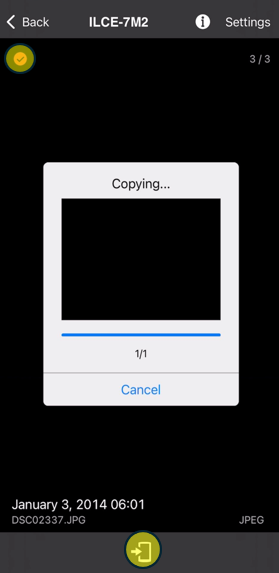 Back
ILCE-7M2
Settings
3 / 3
Copying...
1/1
Cancel
January 3, 2014 06:01
DSC02337.JPG
JPEG